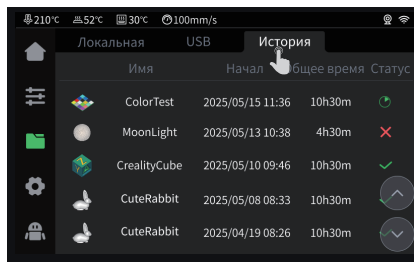 210℃ 52℃ 30℃ 100mm/s
Локальная USB История
Имя Начал Общее время Статус
ColorTest 2025/05/15 11:36 10h30m
MoonLight 2025/05/13 10:38 4h30m
CrealityCube 2025/05/10 09:46 10h30m
CuteRabbit 2025/05/08 08:33 10h30m
CuteRabbit 2025/04/19 08:26 10h30m